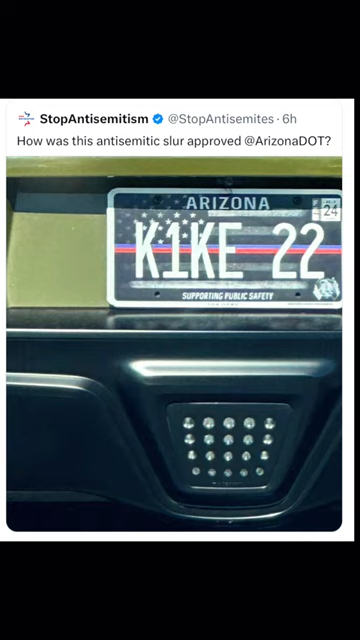 StopAntisemitism @StopAntisemites · 6h
How was this antisemitic slur approved @ArizonaDOT?
ARIZONA
24
K1KE 22
SUPPORTING PUBLIC SAFETY